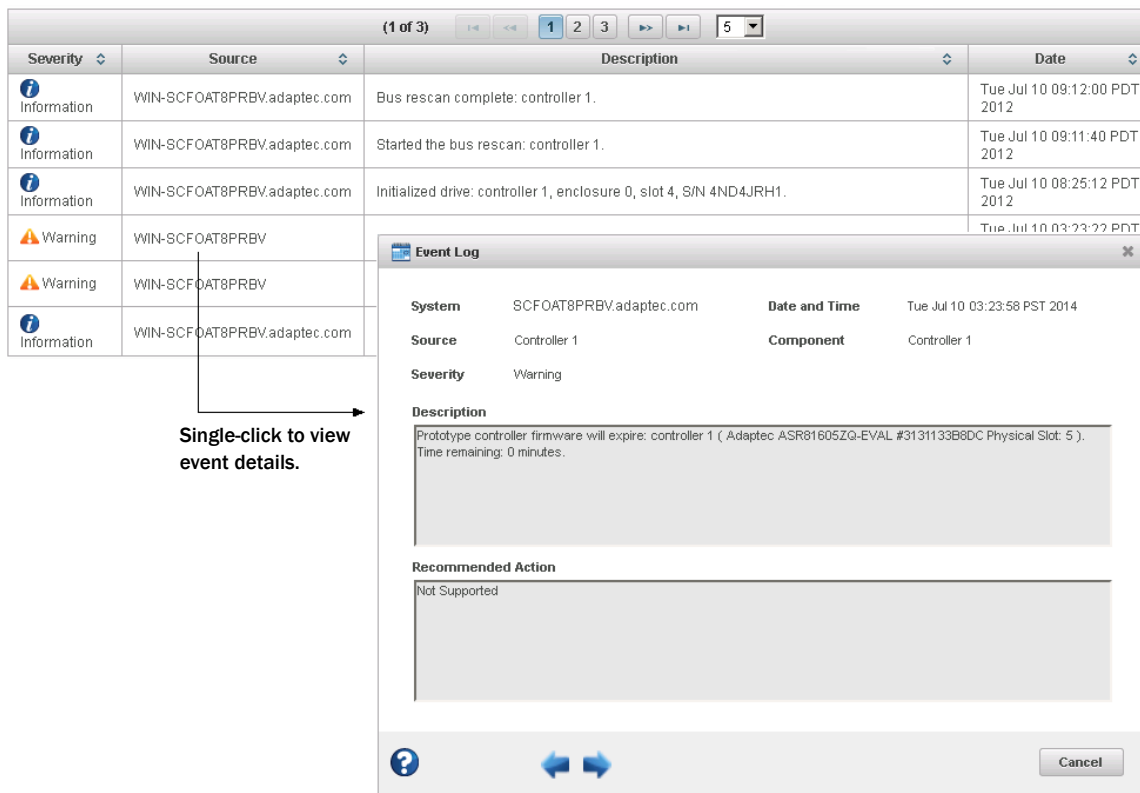 (1 of 3) 1 2 3 5
Severity Source Description Date
Information WIN-SCFOAT8PRBV.adaptec.com Bus rescan complete: controller 1. Tue Jul 10 09:12:00 PDT 2012
Information WIN-SCFOAT8PRBV.adaptec.com Started the bus rescan: controller 1. Tue Jul 10 09:11:40 PDT 2012
Information WIN-SCFOAT8PRBV.adaptec.com Initialized drive: controller 1, enclosure 0, slot 4, S/N 4ND4JRH1. Tue Jul 10 08:25:12 PDT 2012
Warning WIN-SCFOAT8PRBV Tue Jul 10 03:23:22 PDT
Warning WIN-SCFOAT8PRBV
Information WIN-SCFOAT8PRBV.adaptec.com
Single-click to view
event details.
Event Log
System SCFOAT8PRBV.adaptec.com Date and Time Tue Jul 10 03:23:58 PST 2014
Source Controller 1 Component Controller 1
Severity Warning
Description
Prototype controller firmware will expire: controller 1 ( Adaptec ASR81605ZQ-EVAL #3131133B8DC Physical Slot: 5 ).
Time remaining: 0 minutes.
Recommended Action
Not Supported
Cancel